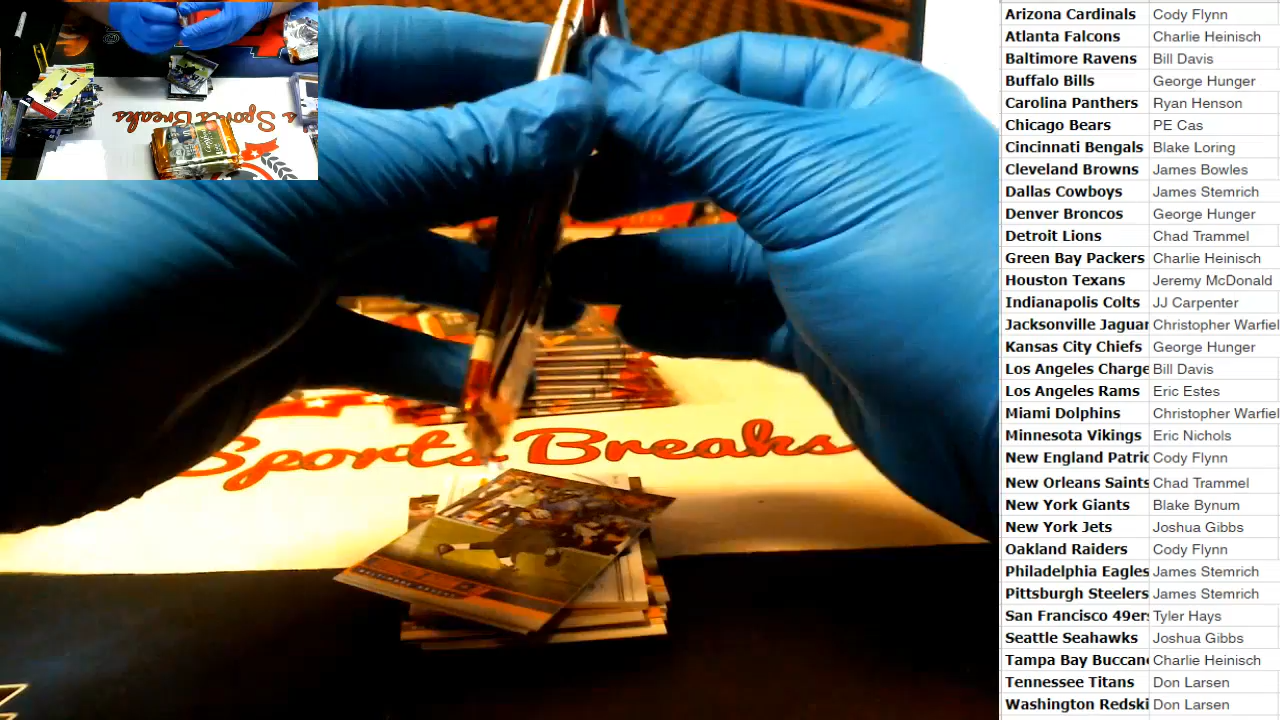 s Sports Breaks
Sports Breaks
Arizona Cardinals Cody Flynn
Atlanta Falcons Charlie Heinisch
Baltimore Ravens Bill Davis
Buffalo Bills George Hunger
Carolina Panthers Ryan Henson
Chicago Bears PE Cas
Cincinnati Bengals Blake Loring
Cleveland Browns James Bowles
Dallas Cowboys James Stemrich
Denver Broncos George Hunger
Detroit Lions Chad Trammel
Green Bay Packers Charlie Heinisch
Houston Texans Jeremy McDonald
Indianapolis Colts JJ Carpenter
Jacksonville Jaguar Christopher Warfiel
Kansas City Chiefs George Hunger
Los Angeles Charge Bill Davis
Los Angeles Rams Eric Estes
Miami Dolphins Christopher Warfiel
Minnesota Vikings Eric Nichols
New England Patric Cody Flynn
New Orleans Saints Chad Trammel
New York Giants Blake Bynum
New York Jets Joshua Gibbs
Oakland Raiders Cody Flynn
Philadelphia Eagles James Stemrich
Pittsburgh Steelers James Stemrich
San Francisco 49ers Tyler Hays
Seattle Seahawks Joshua Gibbs
Tampa Bay Buccane Charlie Heinisch
Tennessee Titans Don Larsen
Washington Redski Don Larsen